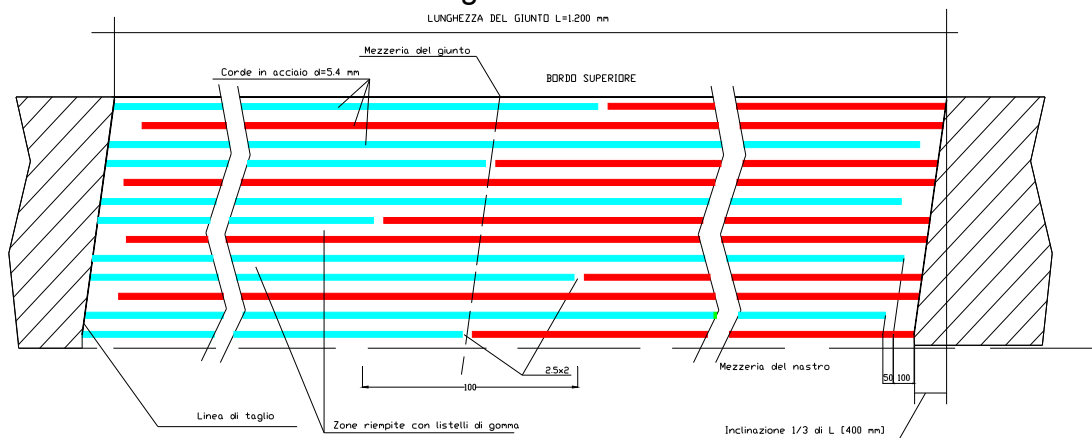 LUNGHEZZA DEL GIUNTO L=1.200 mm
Mezzeria del giunto
Corde in acciaio d=5.4 mm
BORDO SUPERIORE
2.5x2
100
Mezzeria del nastro
50 100
Linea di taglio
Zone riempite con listelli di gomma
Inclinazione 1/3 di L [400 mm]